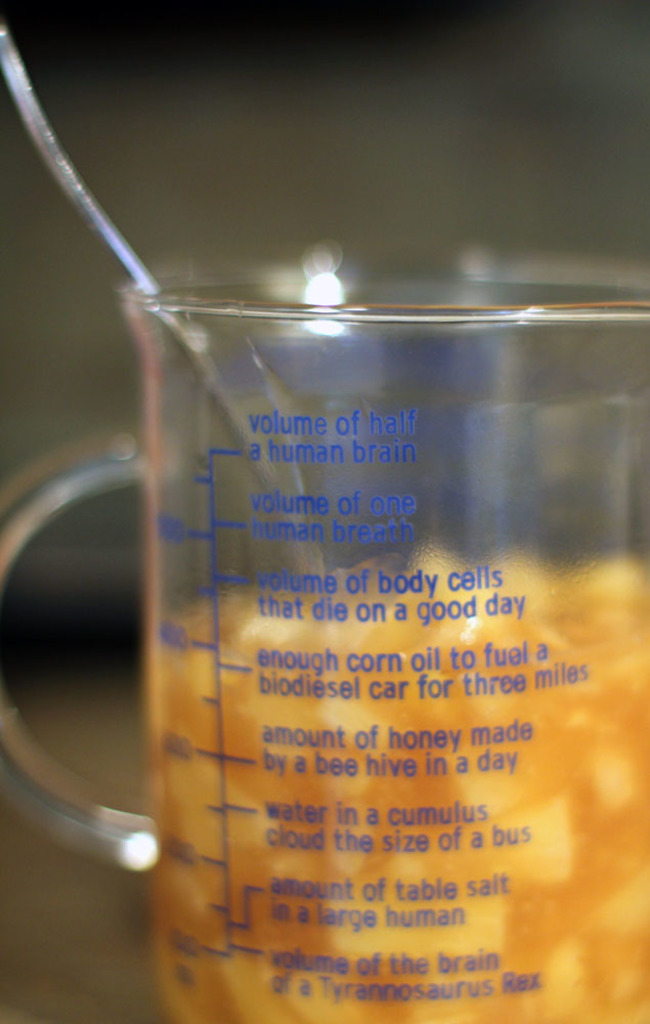 volume of half
a human brain
volume of one
human breath
volume of body cells
that die on a good day
enough corn oil to fuel a
biodiesel car for three miles
amount of honey made
by a bee hive in a day
water in a cumulus
cloud the size of a bus
amount of table salt
in a large human
volume of the brain
of a Tyrannosaurus Rex